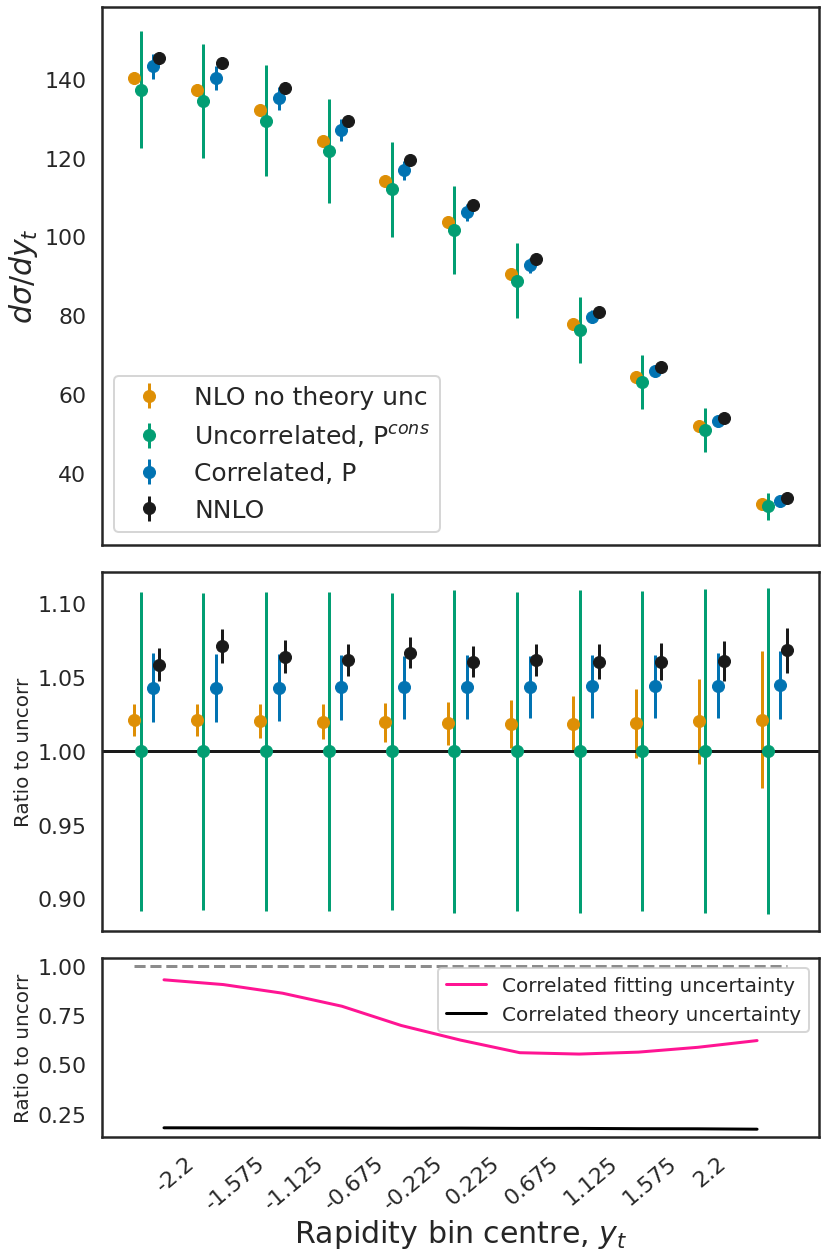 140
120
100
80
60
40
dσ/dy_t
NLO no theory unc
Uncorrelated, P^cons
Correlated, P
NNLO
1.10
1.05
1.00
0.95
0.90
Ratio to uncorr
1.00
0.75
0.50
0.25
Ratio to uncorr
Correlated fitting uncertainty
Correlated theory uncertainty
-2.2
-1.575
-1.125
-0.675
-0.225
0.225
0.675
1.125
1.575
2.2
Rapidity bin centre, y_t